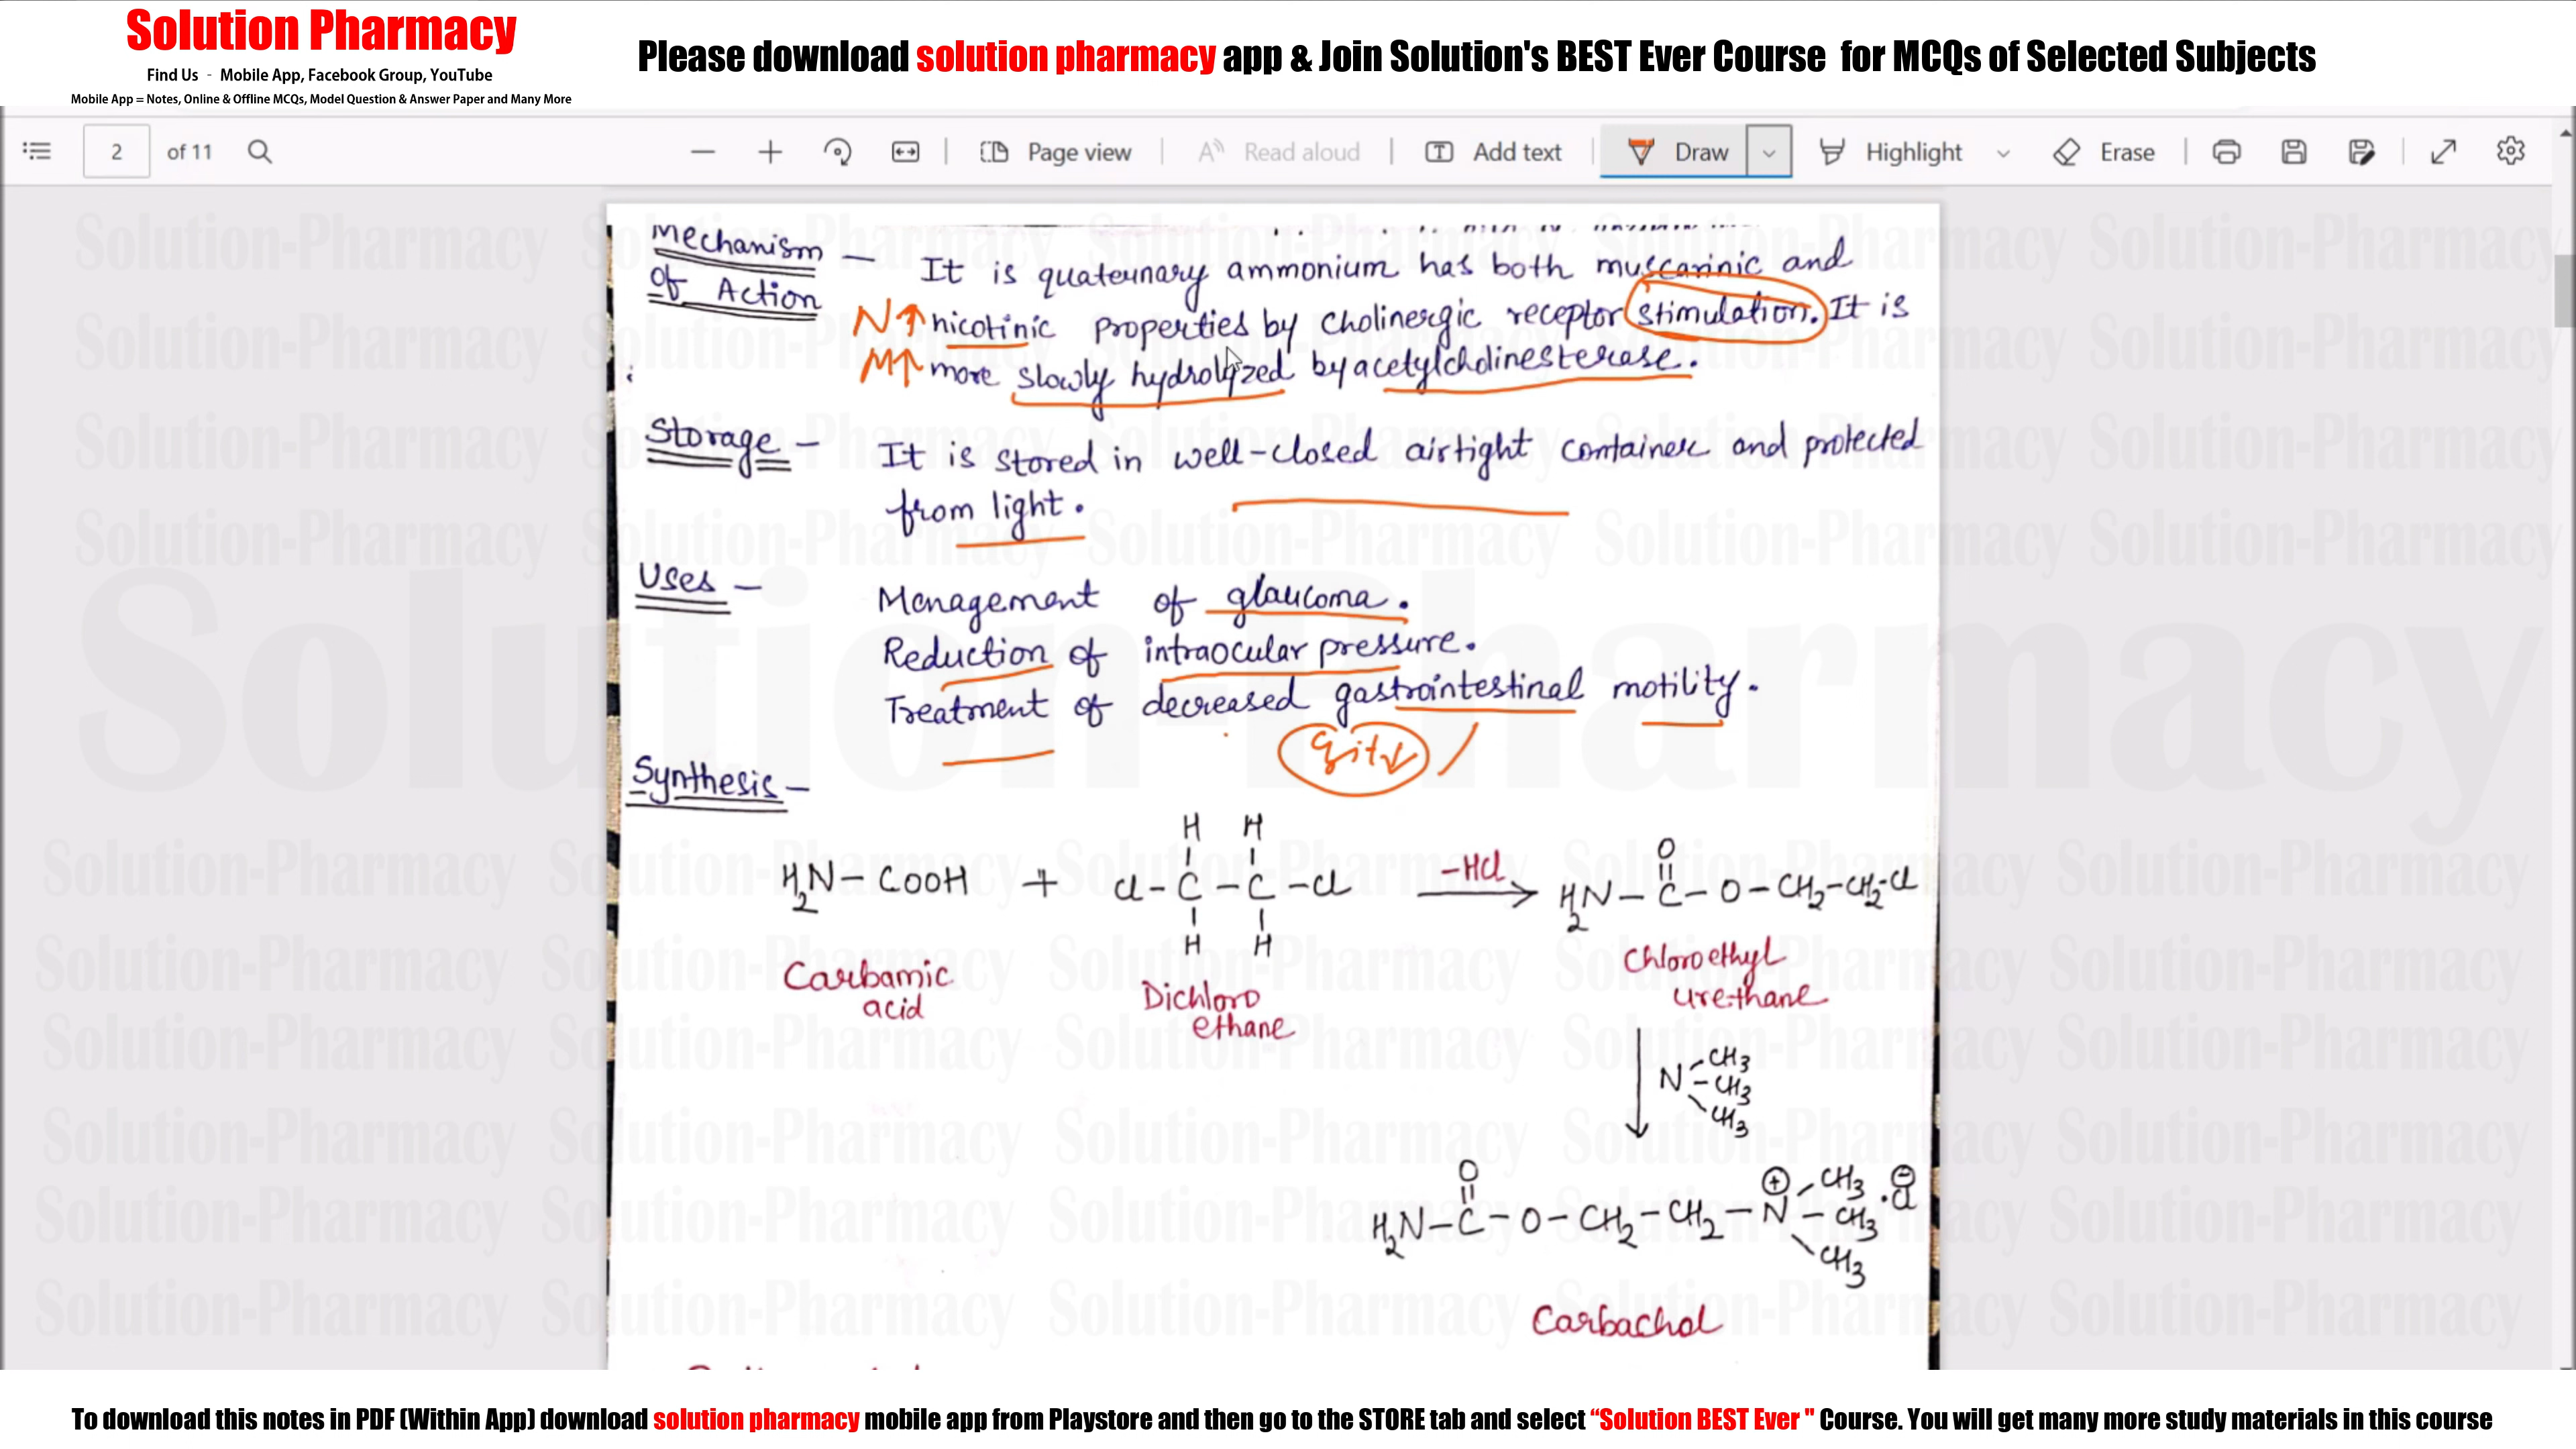 Solution Pharmacy
Find Us - Mobile App, Facebook Group, YouTube
Mobile App = Notes, Online & Offline MCQs, Model Question & Answer Paper and Many More
Please download solution pharmacy app & Join Solution's BEST Ever Course for MCQs of Selected Subjects
2 of 11 Page view Read aloud Add text Draw Highlight Erase
Mechanism of Action – It is quaternary ammonium has both muscarinic and
N↑ nicotinic properties by cholinergic receptor stimulation. It is
M↑ more slowly hydrolyzed by acetylcholinesterase.
Storage – It is stored in well-closed airtight container and protected
from light.
Uses – Management of glaucoma.
Reduction of intraocular pressure.
Treatment of decreased gastrointestinal motility.
git↓
Synthesis –
H H
H2N – COOH + Cl – C – C – Cl –HCl → H2N – C – O – CH2 – CH2 – Cl
H H
O
Carbamic acid
Dichloro ethane
Chloroethyl urethane
N – CH3
CH3
CH3
O
H2N – C – O – CH2 – CH2 – N⊕ – CH3 . Cl⊖
CH3
CH3
Carbachol
Solution-Pharmacy
To download this notes in PDF (Within App) download solution pharmacy mobile app from Playstore and then go to the STORE tab and select “Solution BEST Ever " Course. You will get many more study materials in this course